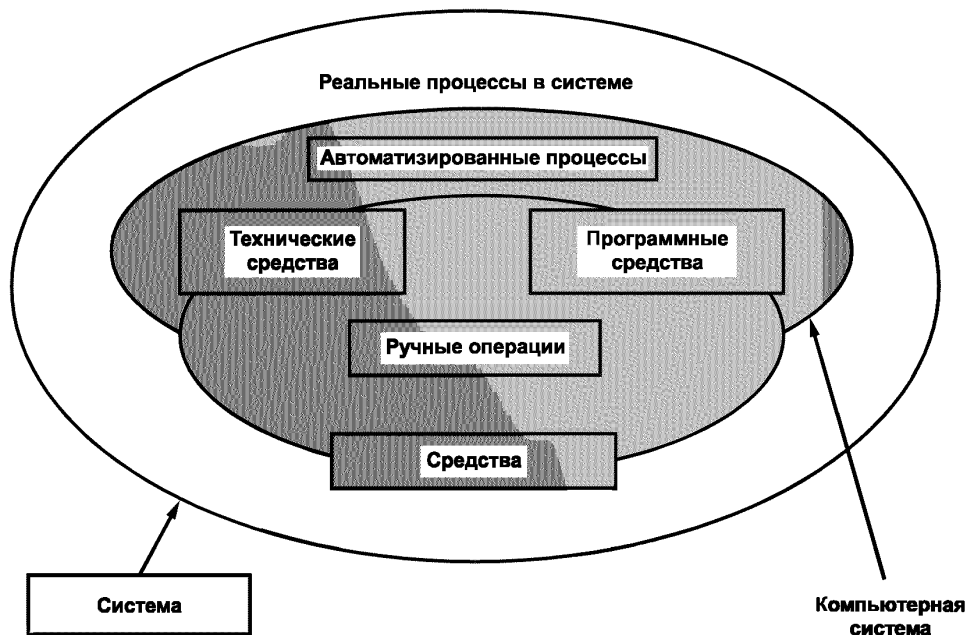 Реальные процессы в системе
Автоматизированные процессы
Технические
средства
Программные
средства
Ручные операции
Средства
Система
Компьютерная
система